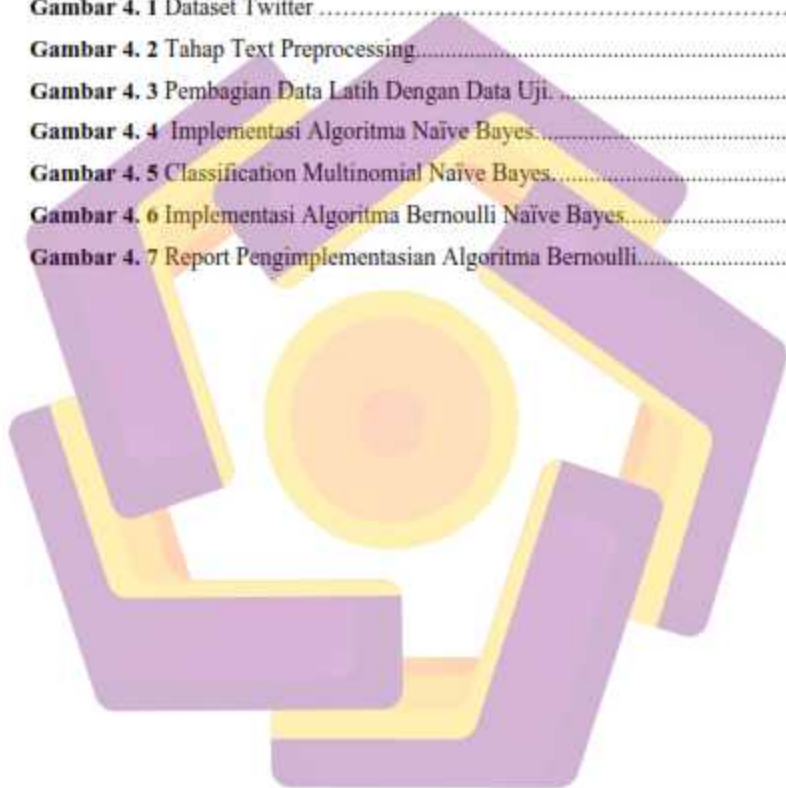 Gambar 4. 1 Dataset Twitter ................................................................
Gambar 4. 2 Tahap Text Preprocessing................................................................
Gambar 4. 3 Pembagian Data Latih Dengan Data Uji. ................................................
Gambar 4. 4 Implementasi Algoritma Naïve Bayes................................................
Gambar 4. 5 Classification Multinomial Naïve Bayes................................................
Gambar 4. 6 Implementasi Algoritma Bernoulli Naïve Bayes................................
Gambar 4. 7 Report Pengimplementasian Algoritma Bernoulli................................